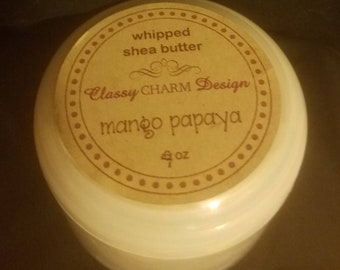 whipped
shea butter
Classy CHARM Design
mango papaya
4 oz